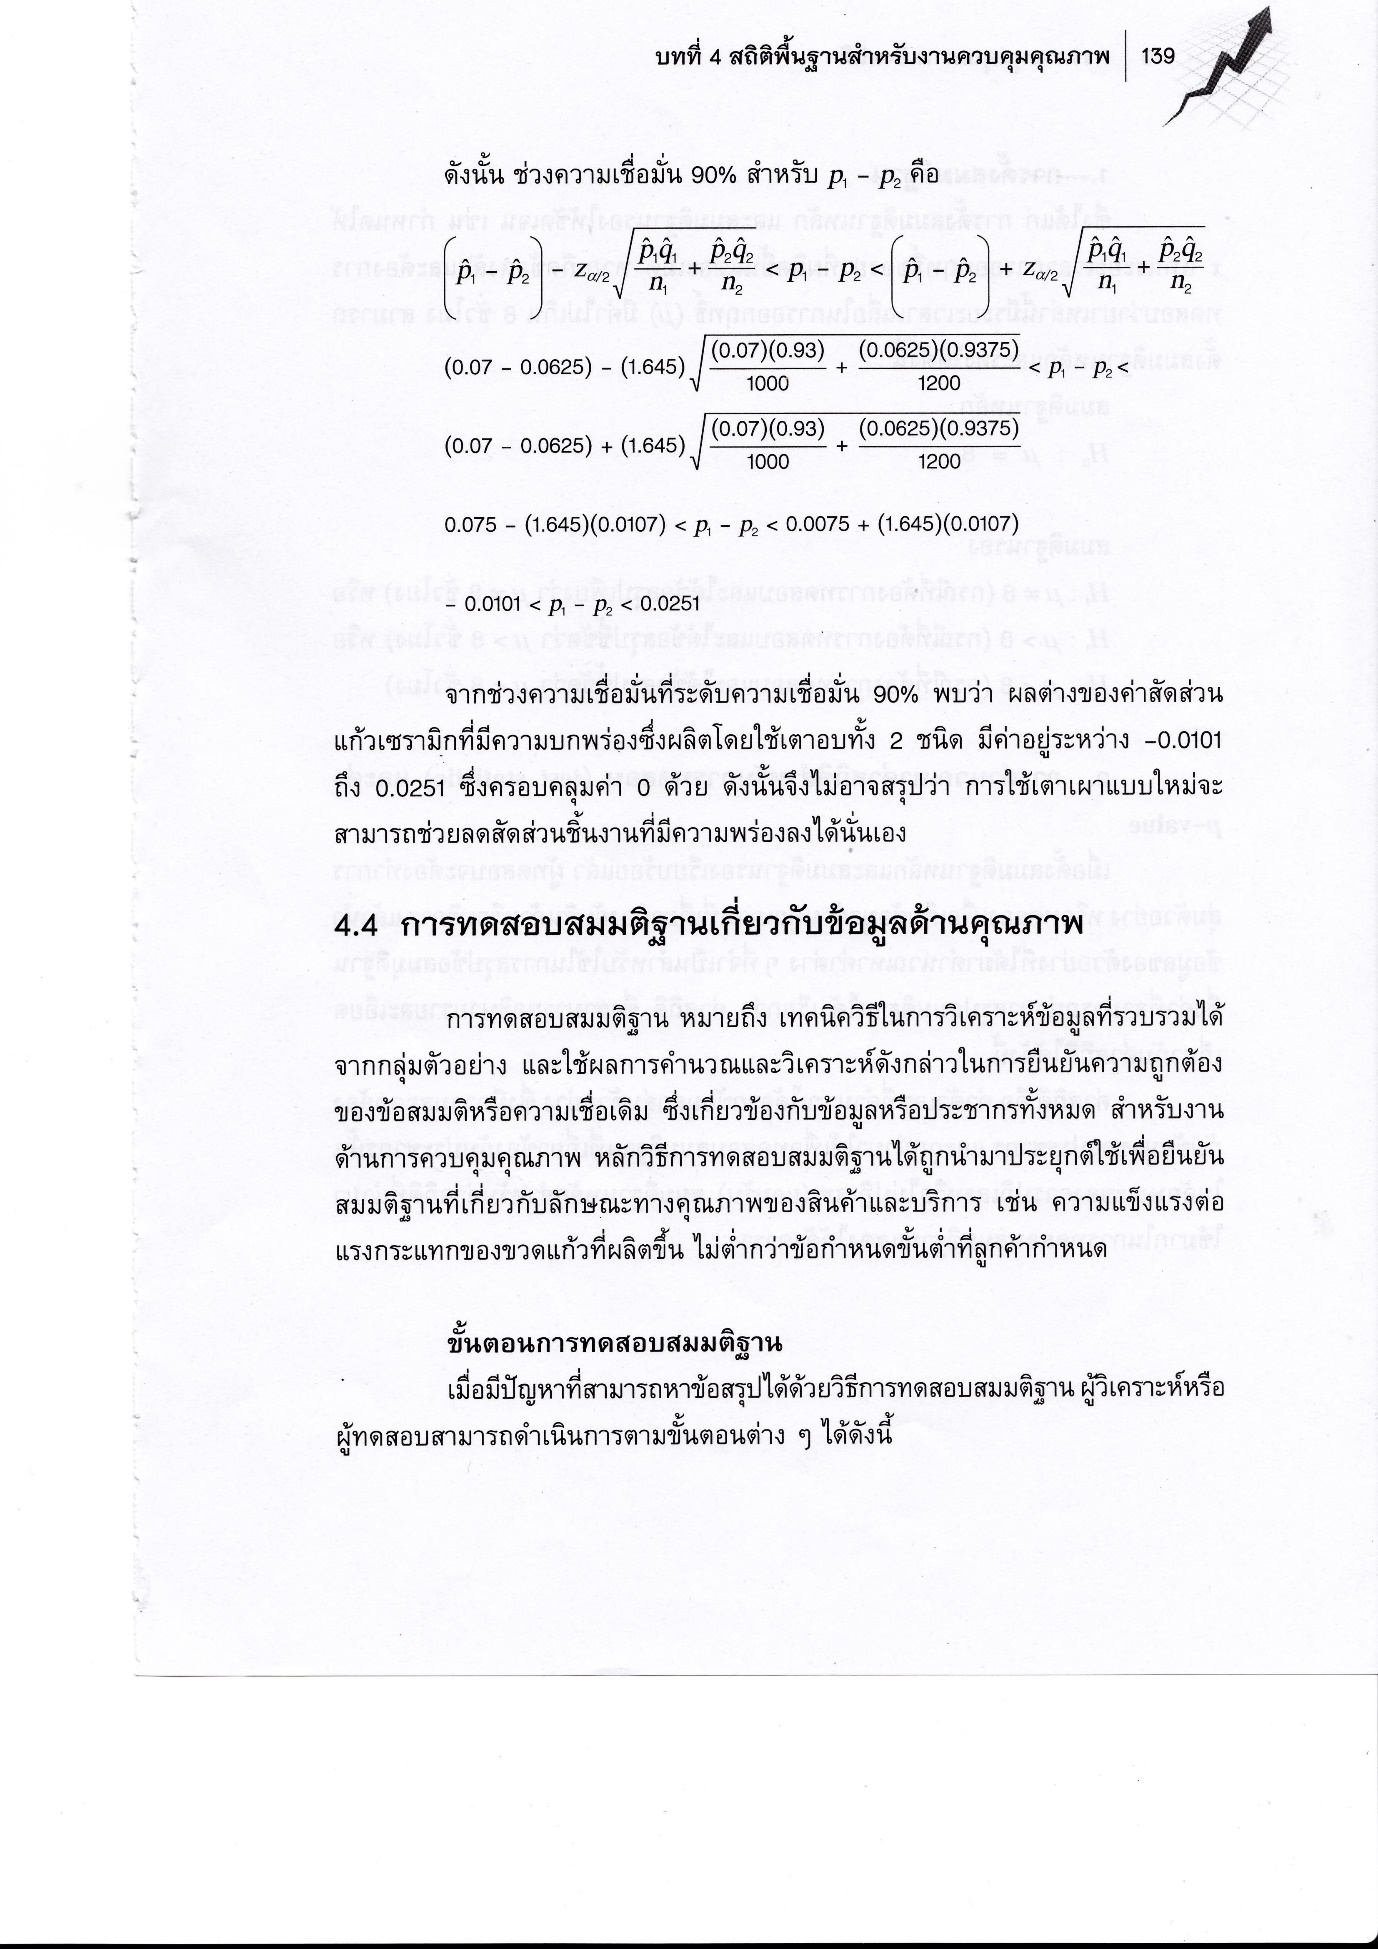 บทที่ 4 สถิติพื้นฐานสำหรับงานควบคุมคุณภาพ 139
ดังนั้น ช่วงความเชื่อมั่น 90% สำหรับ p₁ - p₂ คือ
(p̂₁ - p̂₂) - z_{α/2} √(p̂₁q̂₁/n₁ + p̂₂q̂₂/n₂) < p₁ - p₂ < (p̂₁ - p̂₂) + z_{α/2} √(p̂₁q̂₁/n₁ + p̂₂q̂₂/n₂)
(0.07 - 0.0625) - (1.645) √((0.07)(0.93)/1000 + (0.0625)(0.9375)/1200) < p₁ - p₂ <
(0.07 - 0.0625) + (1.645) √((0.07)(0.93)/1000 + (0.0625)(0.9375)/1200)
0.075 - (1.645)(0.0107) < p₁ - p₂ < 0.0075 + (1.645)(0.0107)
- 0.0101 < p₁ - p₂ < 0.0251
จากช่วงความเชื่อมั่นที่ระดับความเชื่อมั่น 90% พบว่า ผลต่างของค่าสัดส่วน
แก้วเซรามิกที่มีความบกพร่องซึ่งผลิตโดยใช้เตาอบทั้ง 2 ชนิด มีค่าอยู่ระหว่าง -0.0101
ถึง 0.0251 ซึ่งครอบคลุมค่า 0 ด้วย ดังนั้นจึงไม่อาจสรุปว่า การใช้เตาเผาแบบใหม่จะ
สามารถช่วยลดสัดส่วนชิ้นงานที่มีความพร่องลงได้นั่นเอง
4.4 การทดสอบสมมติฐานเกี่ยวกับข้อมูลด้านคุณภาพ
การทดสอบสมมติฐาน หมายถึง เทคนิควิธีในการวิเคราะห์ข้อมูลที่รวบรวมได้
จากกลุ่มตัวอย่าง และใช้ผลการคำนวณและวิเคราะห์ดังกล่าวในการยืนยันความถูกต้อง
ของข้อสมมติหรือความเชื่อเดิม ซึ่งเกี่ยวข้องกับข้อมูลหรือประชากรทั้งหมด สำหรับงาน
ด้านการควบคุมคุณภาพ หลักวิธีการทดสอบสมมติฐานได้ถูกนำมาประยุกต์ใช้เพื่อยืนยัน
สมมติฐานที่เกี่ยวกับลักษณะทางคุณภาพของสินค้าและบริการ เช่น ความแข็งแรงต่อ
แรงกระแทกของขวดแก้วที่ผลิตขึ้น ไม่ต่ำกว่าข้อกำหนดขั้นต่ำที่ลูกค้ากำหนด
ขั้นตอนการทดสอบสมมติฐาน
เมื่อมีปัญหาที่สามารถหาข้อสรุปได้ด้วยวิธีการทดสอบสมมติฐาน ผู้วิเคราะห์หรือ
ผู้ทดสอบสามารถดำเนินการตามขั้นตอนต่าง ๆ ได้ดังนี้